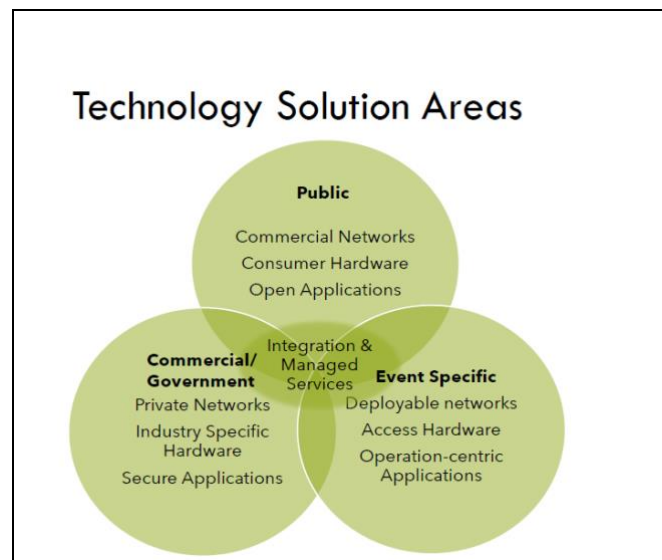 Technology Solution Areas
Public
Commercial Networks
Consumer Hardware
Open Applications
Integration &
Managed
Services
Commercial/
Government
Private Networks
Industry Specific
Hardware
Secure Applications
Event Specific
Deployable networks
Access Hardware
Operation-centric
Applications